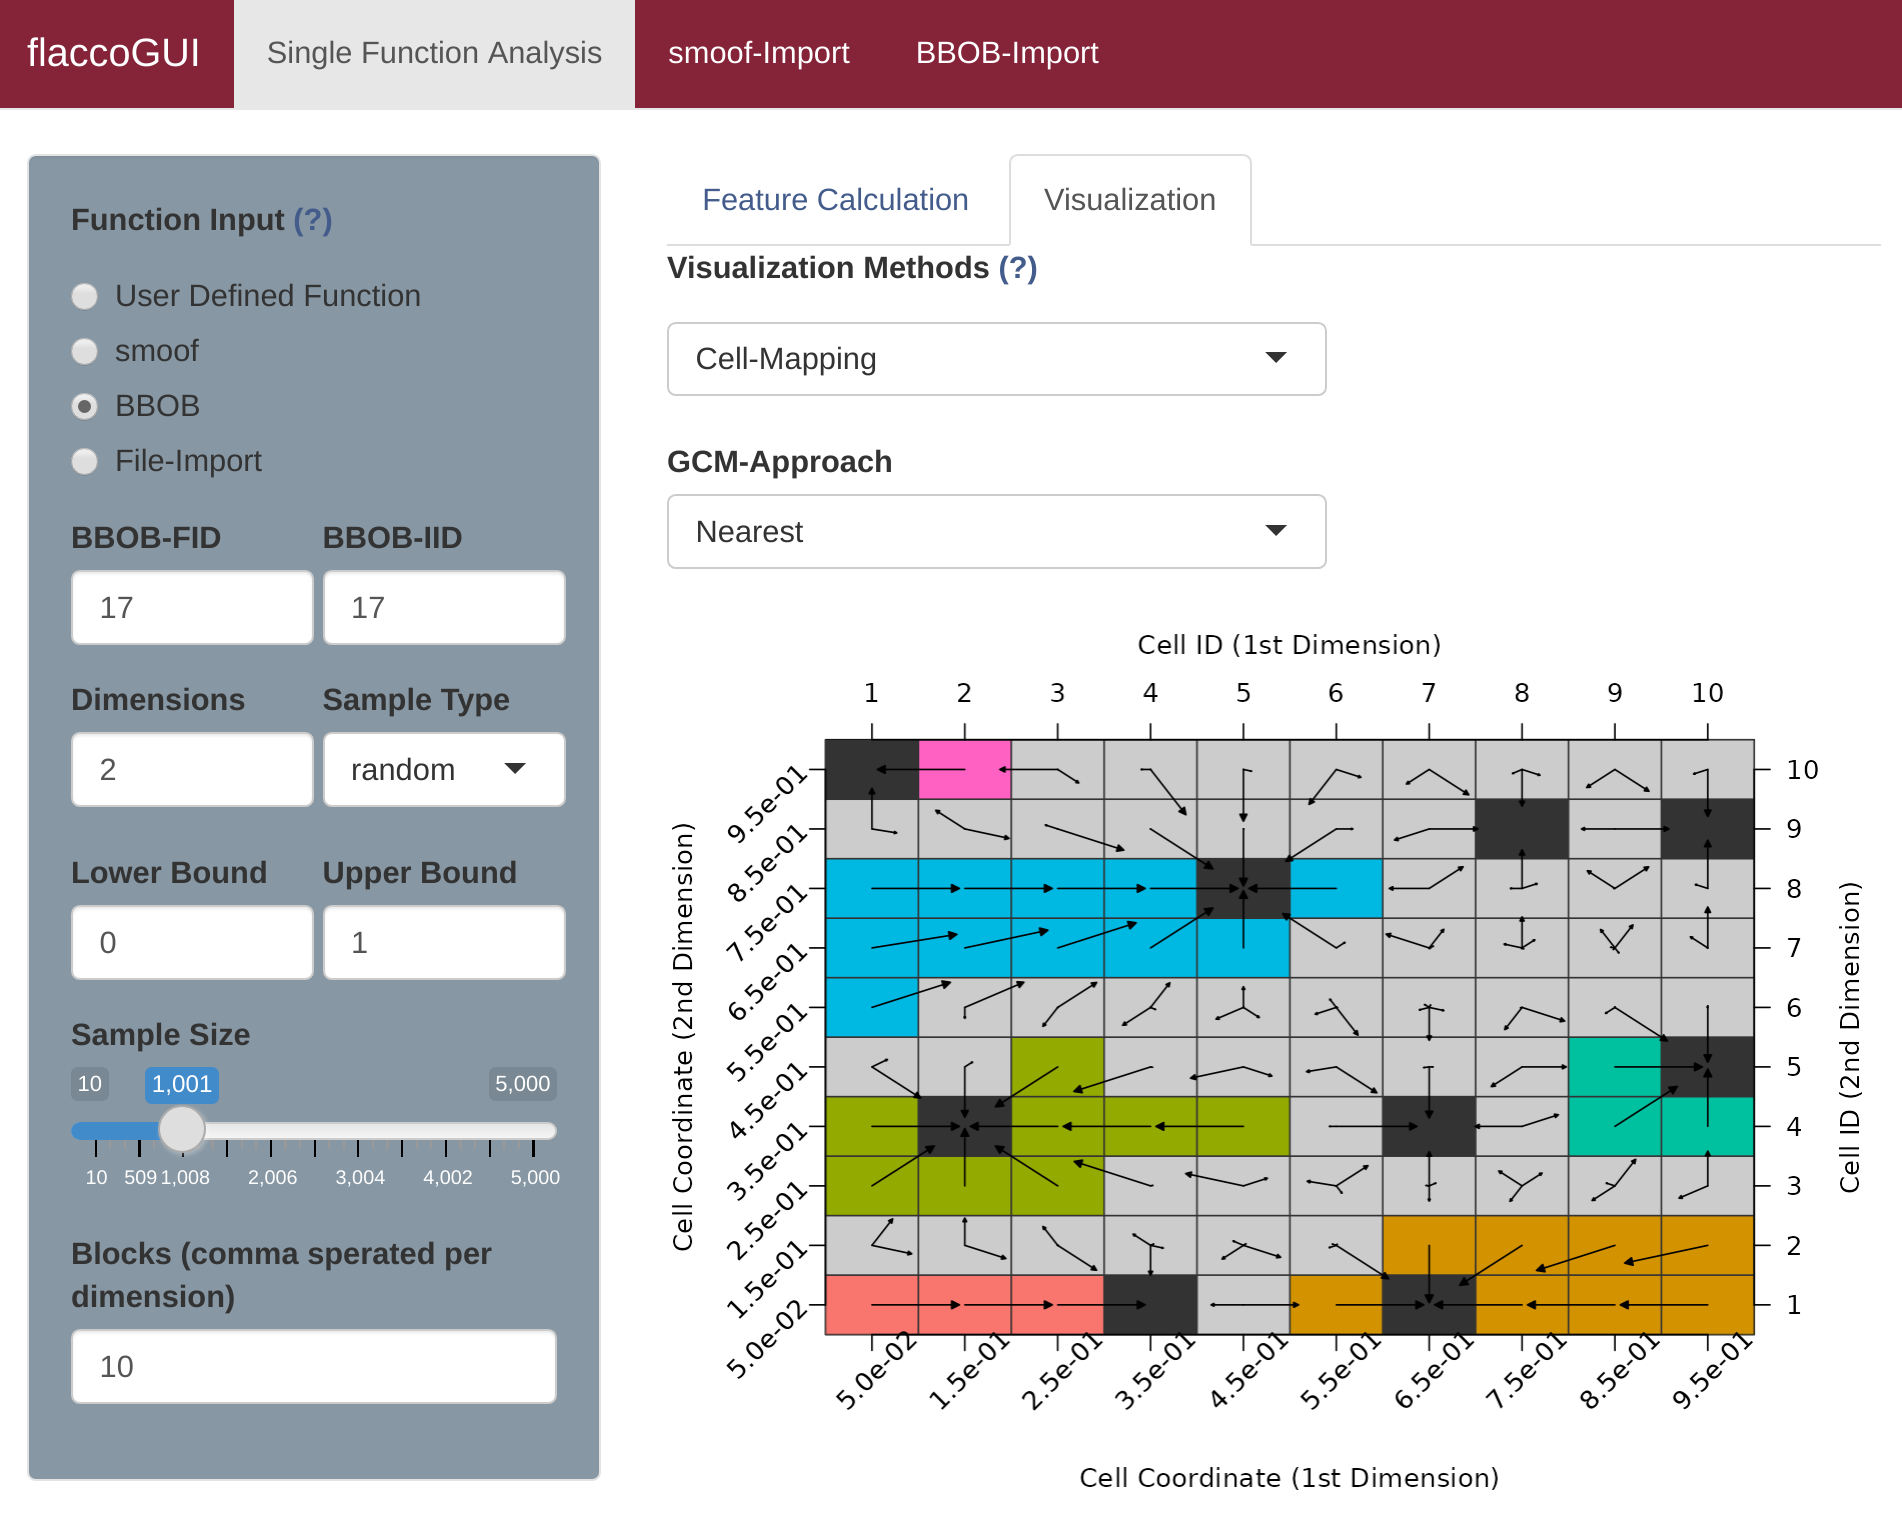 flaccoGUI Single Function Analysis smoof-Import BBOB-Import
Function Input (?)
User Defined Function
smoof
BBOB
File-Import
BBOB-FID BBOB-IID
17 17
Dimensions Sample Type
2 random
Lower Bound Upper Bound
0 1
Sample Size
10 1,001 5,000
10 509 1,008 2,006 3,004 4,002 5,000
Blocks (comma sperated per
dimension)
10
Feature Calculation Visualization
Visualization Methods (?)
Cell-Mapping
GCM-Approach
Nearest
Cell ID (1st Dimension)
1 2 3 4 5 6 7 8 9 10
Cell Coordinate (2nd Dimension)
9.5e-01
8.5e-01
7.5e-01
6.5e-01
5.5e-01
4.5e-01
3.5e-01
2.5e-01
1.5e-01
5.0e-02
10
9
8
7
6
5
4
3
2
1
Cell ID (2nd Dimension)
5.0e-02 1.5e-01 2.5e-01 3.5e-01 4.5e-01 5.5e-01 6.5e-01 7.5e-01 8.5e-01 9.5e-01
Cell Coordinate (1st Dimension)